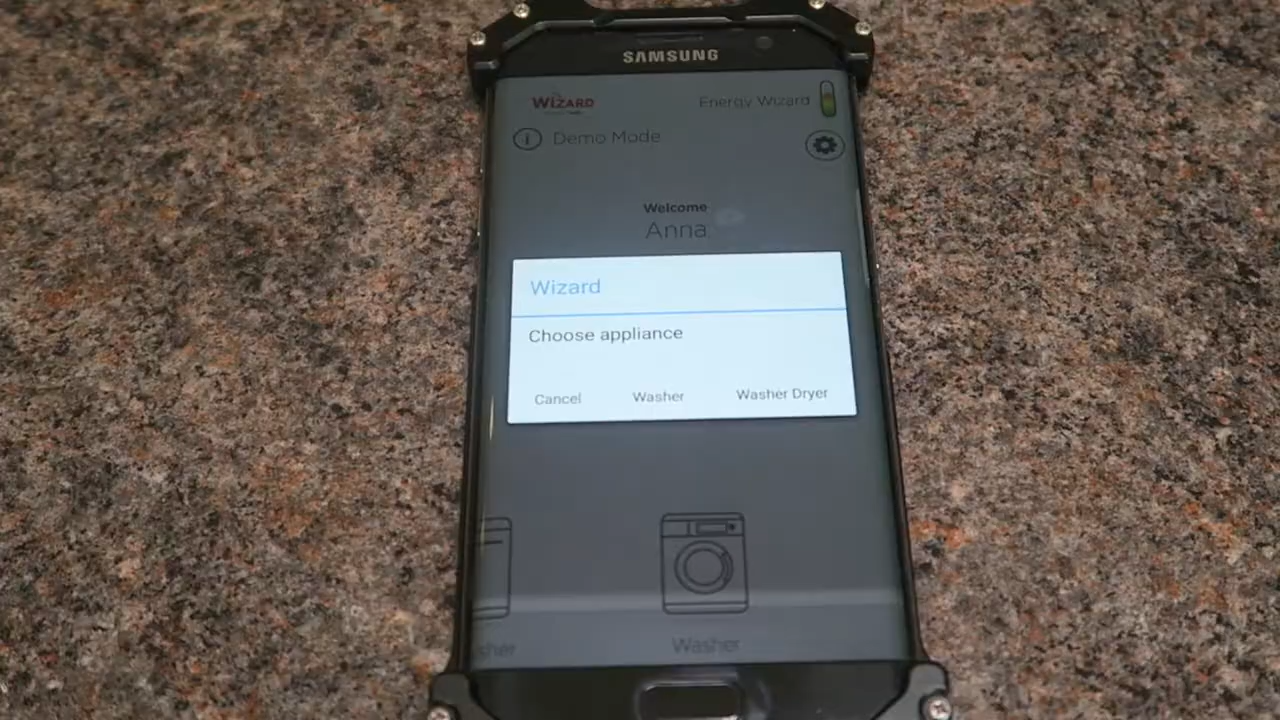 SAMSUNG
WIZARD
Energy Wizard
i Demo Mode
Welcome
Anna
Wizard
Choose appliance
Cancel Washer Washer Dryer
Washer